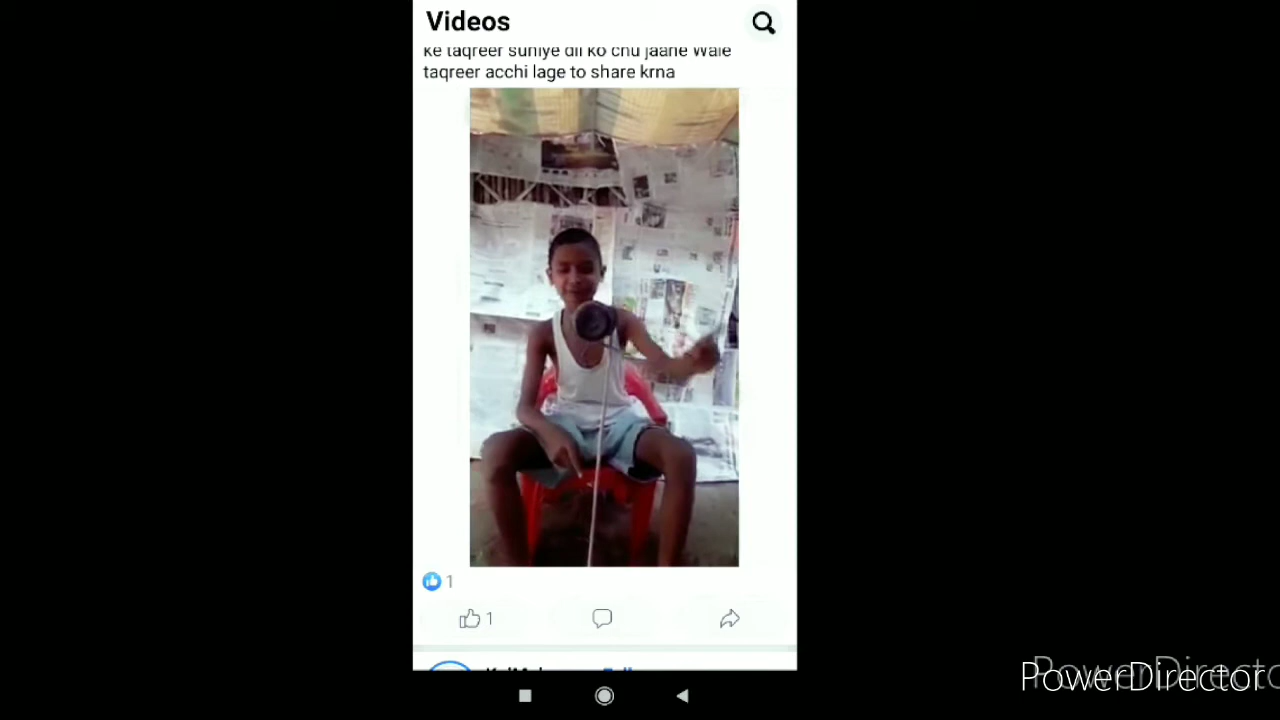 Videos
ke taqreer suniye dil ko chu jaane wale
taqreer acchi lage to share krna
1
1
PowerDirector